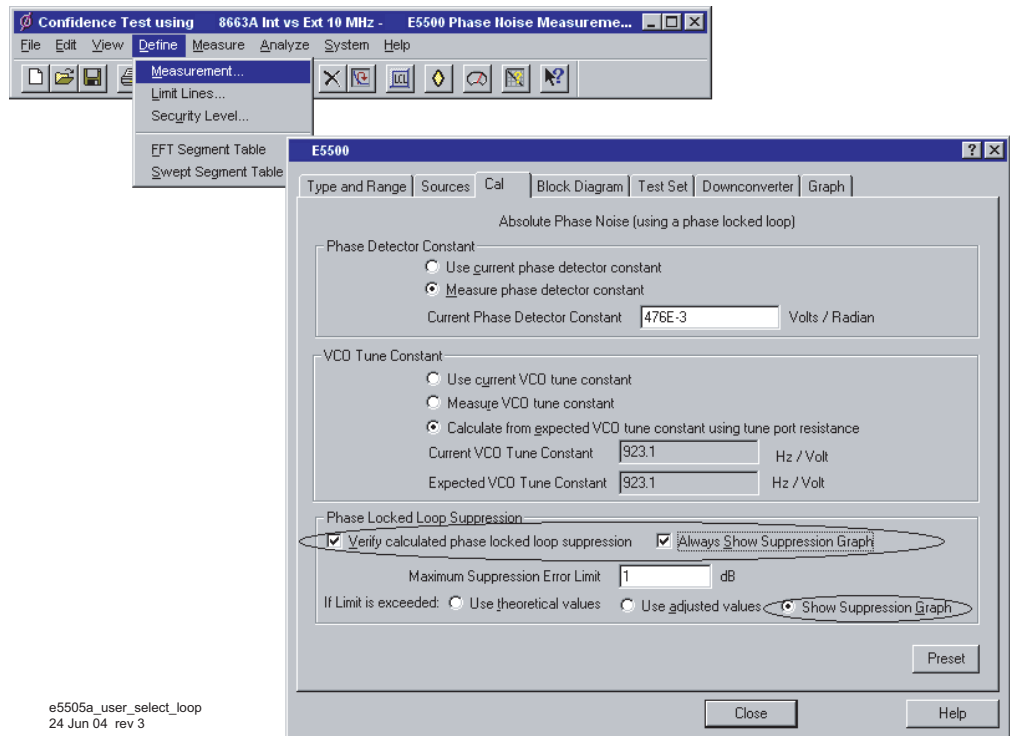 Confidence Test using 8663A Int vs Ext 10 MHz - E5500 Phase Noise Measureme...
File Edit View Define Measure Analyze System Help
Measurement...
Limit Lines...
Security Level...
FFT Segment Table
Swept Segment Table
E5500
Type and Range Sources Cal Block Diagram Test Set Downconverter Graph
Absolute Phase Noise (using a phase locked loop)
Phase Detector Constant
Use current phase detector constant
Measure phase detector constant
Current Phase Detector Constant 476E-3 Volts / Radian
VCO Tune Constant
Use current VCO tune constant
Measure VCO tune constant
Calculate from expected VCO tune constant using tune port resistance
Current VCO Tune Constant 923.1 Hz / Volt
Expected VCO Tune Constant 923.1 Hz / Volt
Phase Locked Loop Suppression
Verify calculated phase locked loop suppression Always Show Suppression Graph
Maximum Suppression Error Limit 1 dB
If Limit is exceeded: Use theoretical values Use adjusted values Show Suppression Graph
Preset
Close Help
e5505a_user_select_loop
24 Jun 04 rev 3